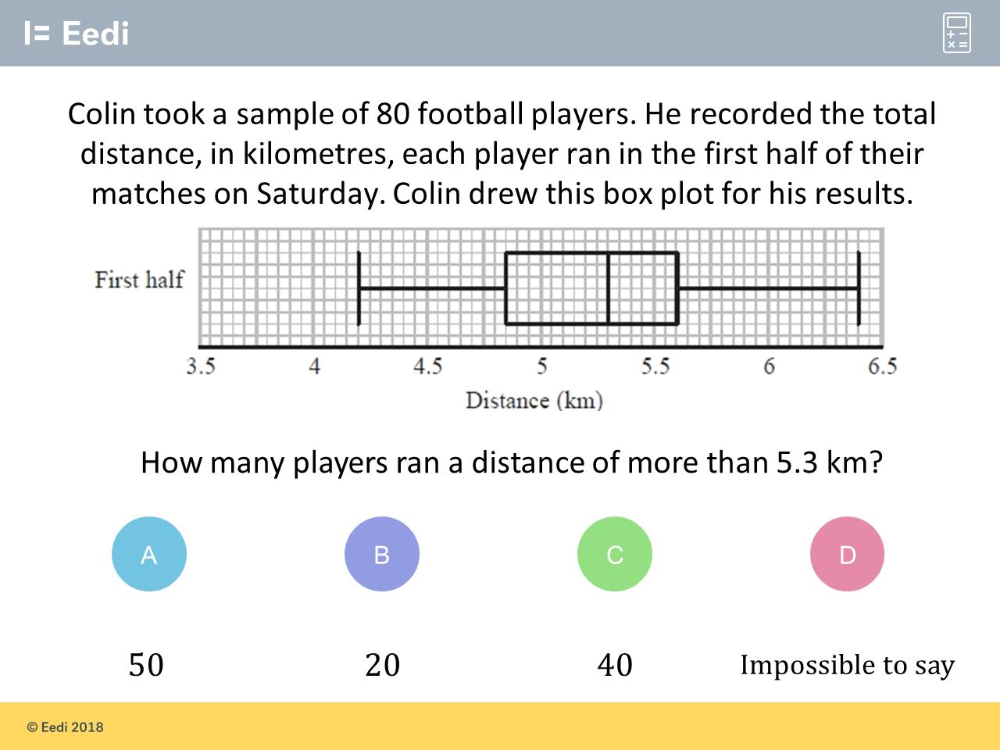 Eedi
Colin took a sample of 80 football players. He recorded the total
distance, in kilometres, each player ran in the first half of their
matches on Saturday. Colin drew this box plot for his results.
First half
3.5 4 4.5 5 5.5 6 6.5
Distance (km)
How many players ran a distance of more than 5.3 km?
A B C D
50 20 40 Impossible to say
© Eedi 2018